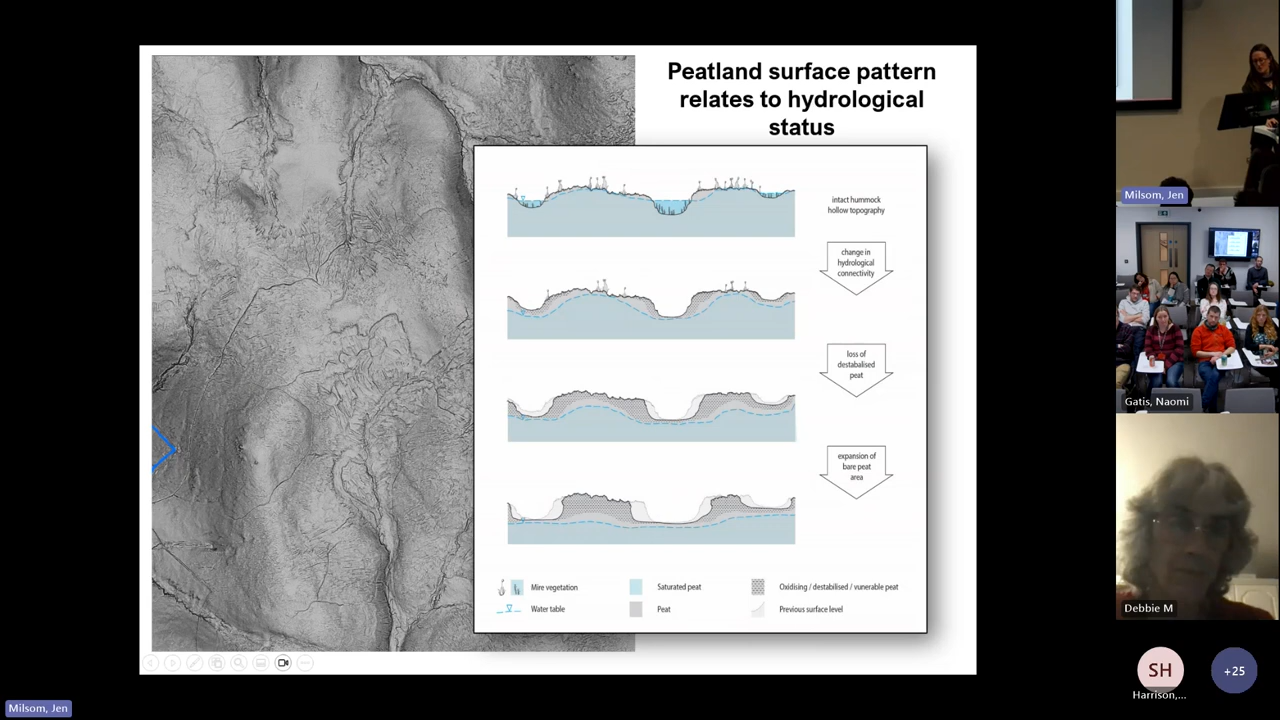 Peatland surface pattern
relates to hydrological
status
intact hummock
hollow topography
change in
hydrological
connectivity
loss of
destabalised
peat
expansion of
bare peat
area
Mire vegetation
Saturated peat
Oxidising / destabilised / vunerable peat
Water table
Peat
Previous surface level
Milsom, Jen
Gatis, Naomi
Debbie M
SH
Harrison,...
+25
Milsom, Jen